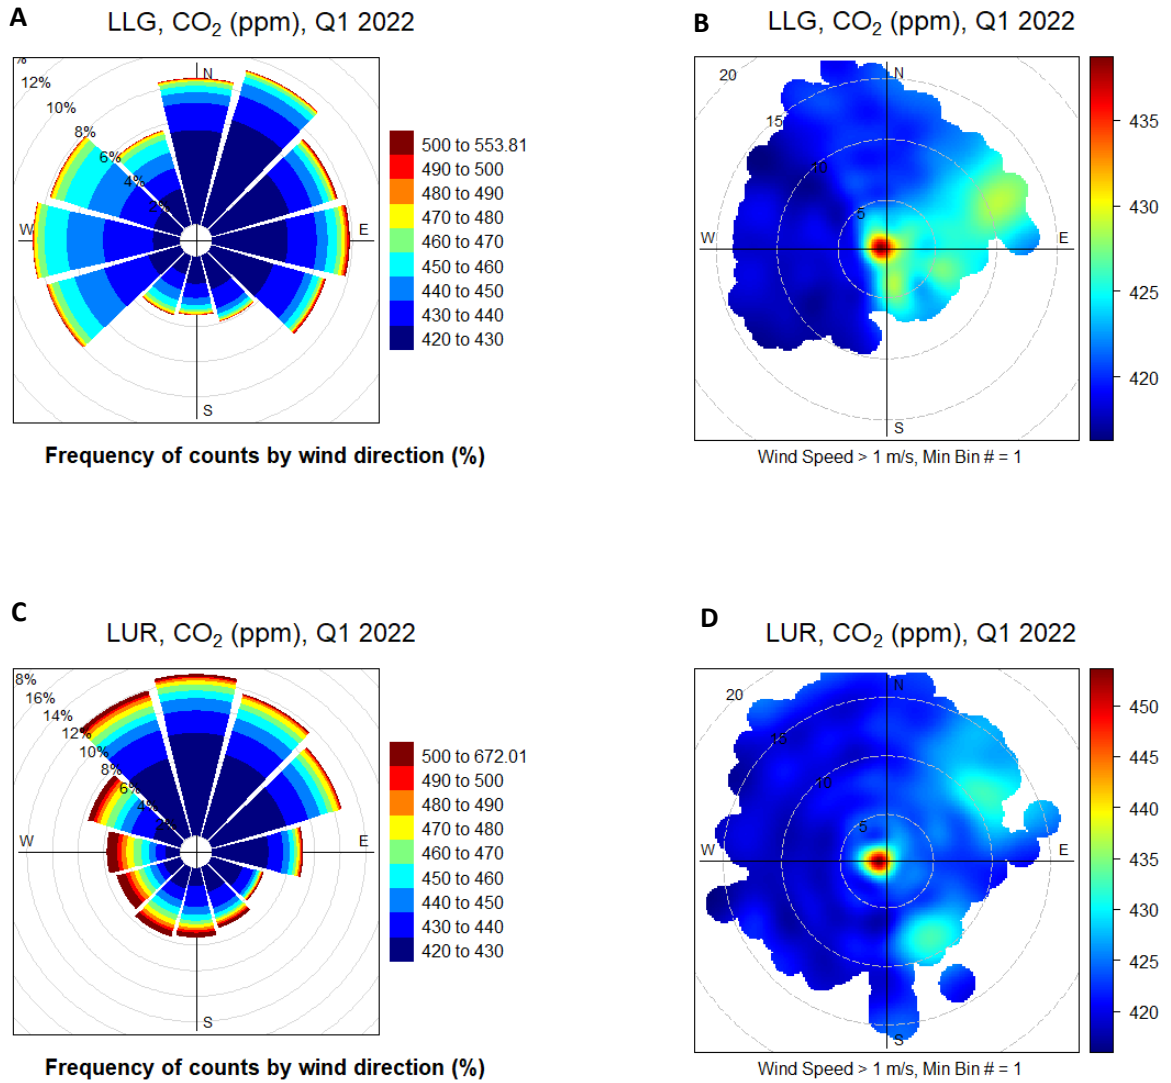 A
LLG, CO2 (ppm), Q1 2022
%
12%
10%
8%
6%
4%
2%
N
W
E
S
500 to 553.81
490 to 500
480 to 490
470 to 480
460 to 470
450 to 460
440 to 450
430 to 440
420 to 430
Frequency of counts by wind direction (%)
B
LLG, CO2 (ppm), Q1 2022
20
15
10
5
N
W
E
S
435
430
425
420
Wind Speed > 1 m/s, Min Bin # = 1
C
LUR, CO2 (ppm), Q1 2022
8%
16%
14%
12%
10%
8%
6%
4%
2%
W
E
S
500 to 672.01
490 to 500
480 to 490
470 to 480
460 to 470
450 to 460
440 to 450
430 to 440
420 to 430
Frequency of counts by wind direction (%)
D
LUR, CO2 (ppm), Q1 2022
20
15
10
5
N
W
E
S
450
445
440
435
430
425
420
Wind Speed > 1 m/s, Min Bin # = 1